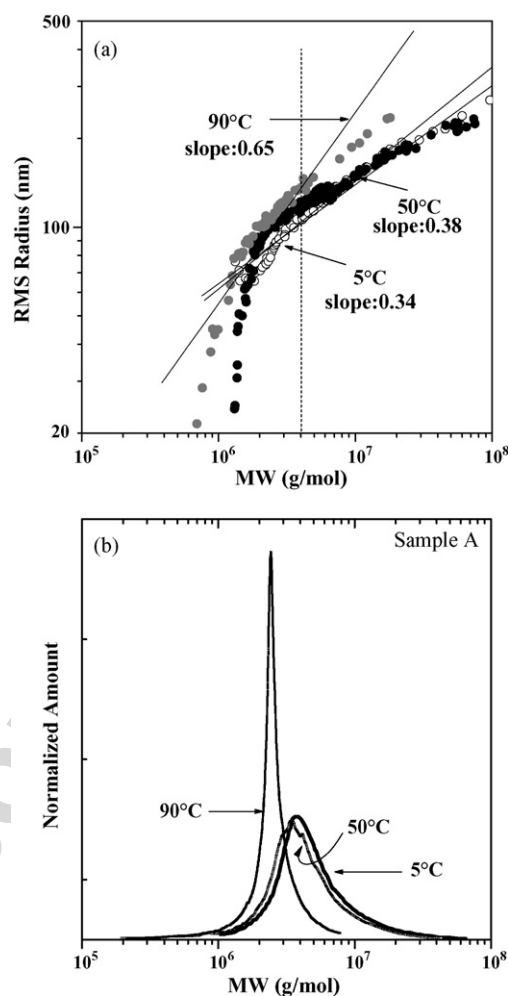 (a)
500
100
20
RMS Radius (nm)
90°C
slope:0.65
50°C
slope:0.38
5°C
slope:0.34
10^5 10^6 10^7 10^8
MW (g/mol)
(b)
Sample A
Normalized Amount
90°C
50°C
5°C
10^5 10^6 10^7 10^8
MW (g/mol)